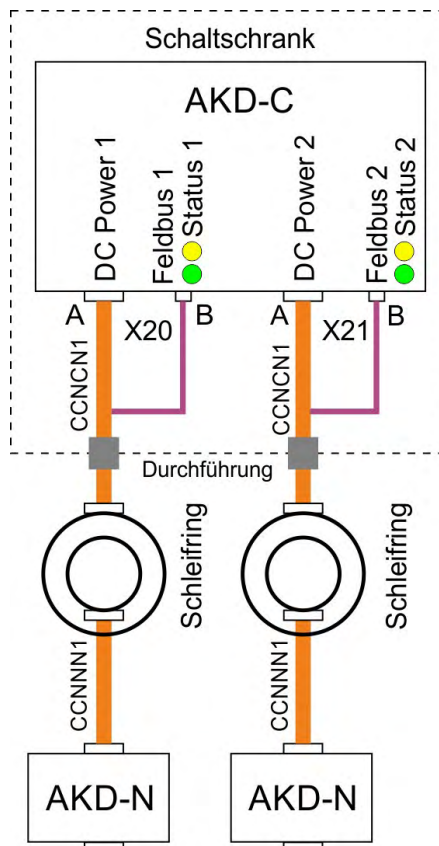 Schaltschrank
AKD-C
DC Power 1
Feldbus 1
Status 1
DC Power 2
Feldbus 2
Status 2
A
X20
B
A
X21
B
CCNCN1
CCNCN1
Durchführung
Schleifring
Schleifring
CCNNN1
CCNNN1
AKD-N
AKD-N